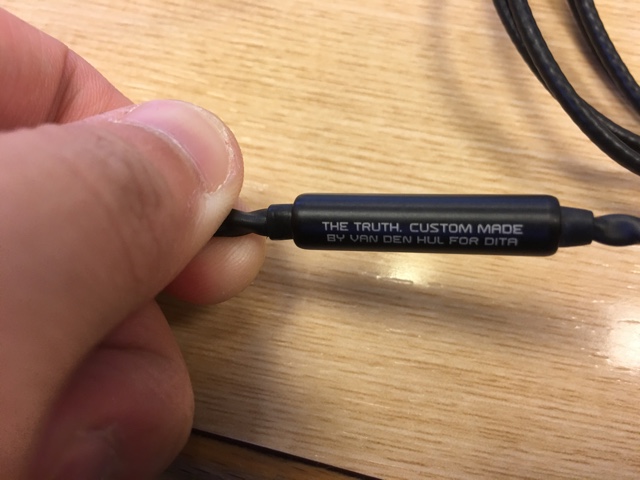 THE TRUTH. CUSTOM MADE
BY VAN DEN HUL FOR DITA